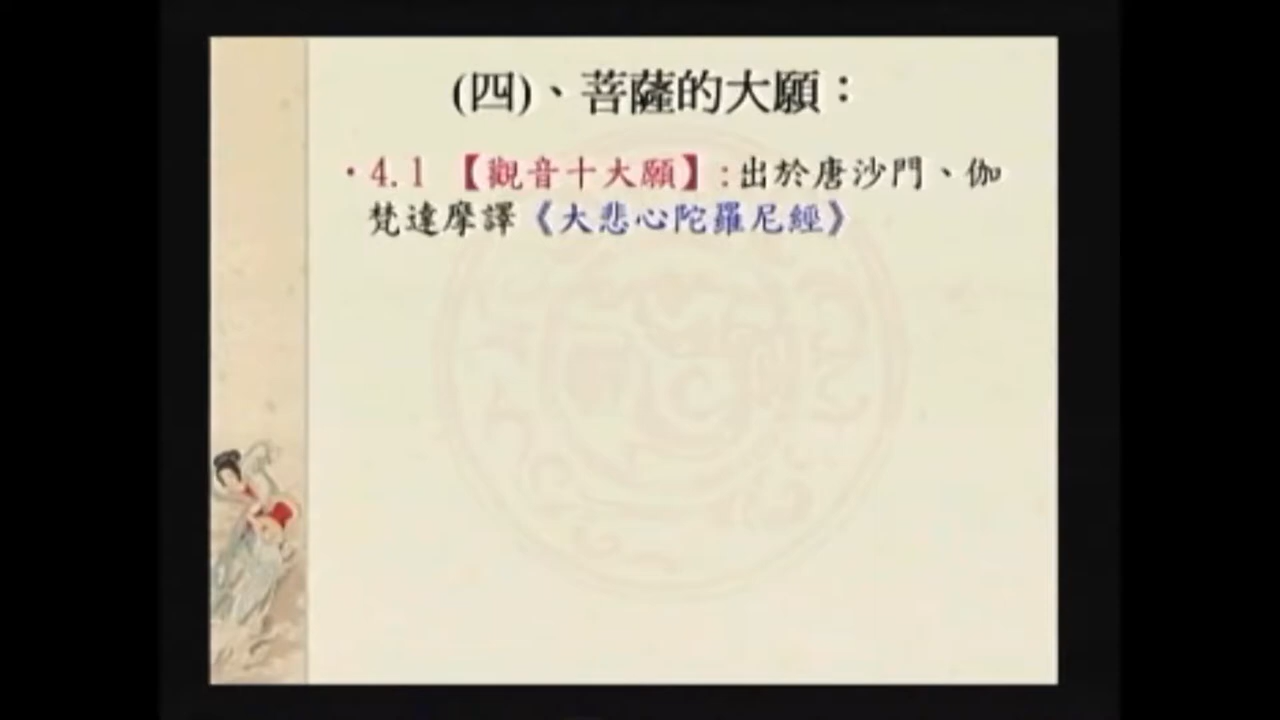 (四)、菩薩的大願：
•4.1 【觀音十大願】:出於唐沙門、伽
梵達摩譯《大悲心陀羅尼經》